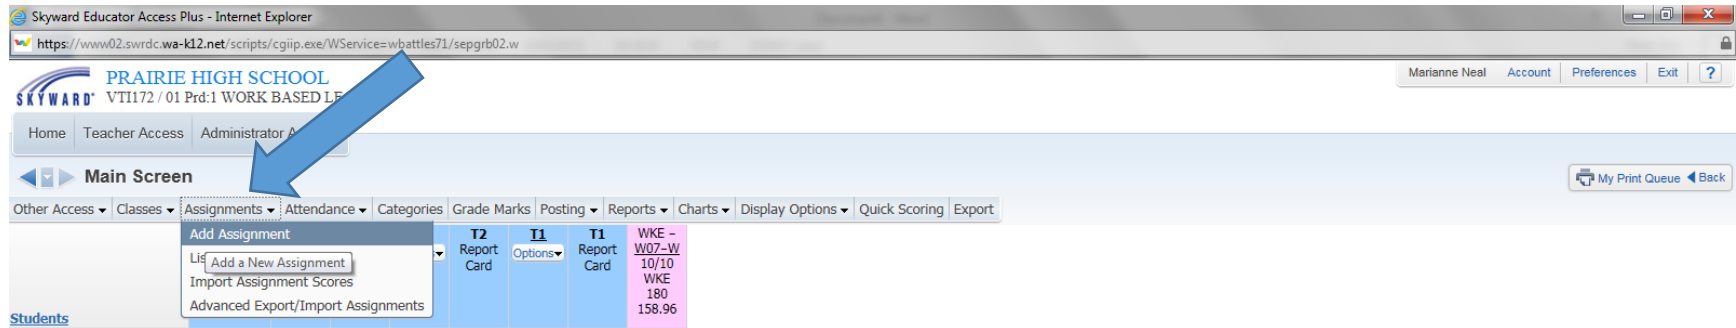 Skyward Educator Access Plus - Internet Explorer
https://www02.swrdc.wa-k12.net/scripts/cgiip.exe/WService=wbattles71/sepgrb02.w
PRAIRIE HIGH SCHOOL
SKYWARD
VTI172 / 01 Prd:1 WORK BASED
Marianne Neal Account Preferences Exit ?
Home Teacher Access Administrator
Main Screen
My Print Queue Back
Other Access Classes Assignments Attendance Categories Grade Marks Posting Reports Charts Display Options Quick Scoring Export
Add Assignment
Add a New Assignment
Import Assignment Scores
Advanced Export/Import Assignments
T2
Report
Card
T1
Options
T1
Report
Card
WKE -
W07-W
10/10
WKE
180
158.96
Students